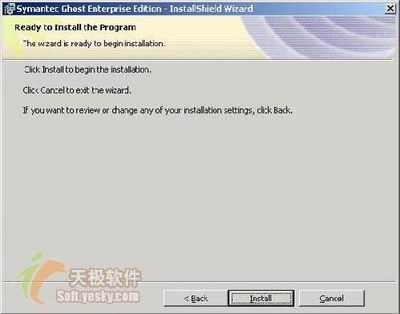 Symantec Ghost Enterprise Edition - InstallShield Wizard
Ready to Install the Program
The wizard is ready to begin installation.
Click Install to begin the installation.
Click Cancel to exit the wizard.
If you want to review or change any of your installation settings, click Back.
天极软件
Soft.yesky.com
< Back
Install
Cancel